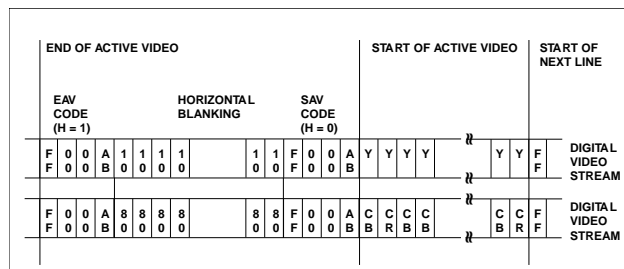 END OF ACTIVE VIDEO START OF ACTIVE VIDEO START OF
NEXT LINE
EAV HORIZONTAL SAV
CODE BLANKING CODE
(H = 1) (H = 0)
F 0 0 A 1 1 1 1 1 1 F 0 0 A Y Y Y Y Y Y F DIGITAL
F 0 0 B 0 0 0 0 0 0 F 0 0 B F VIDEO
STREAM
F 0 0 A 8 8 8 8 8 8 F 0 0 A C C C C C C F DIGITAL
F 0 0 B 0 0 0 0 0 0 F 0 0 B B R B B B R F VIDEO
STREAM